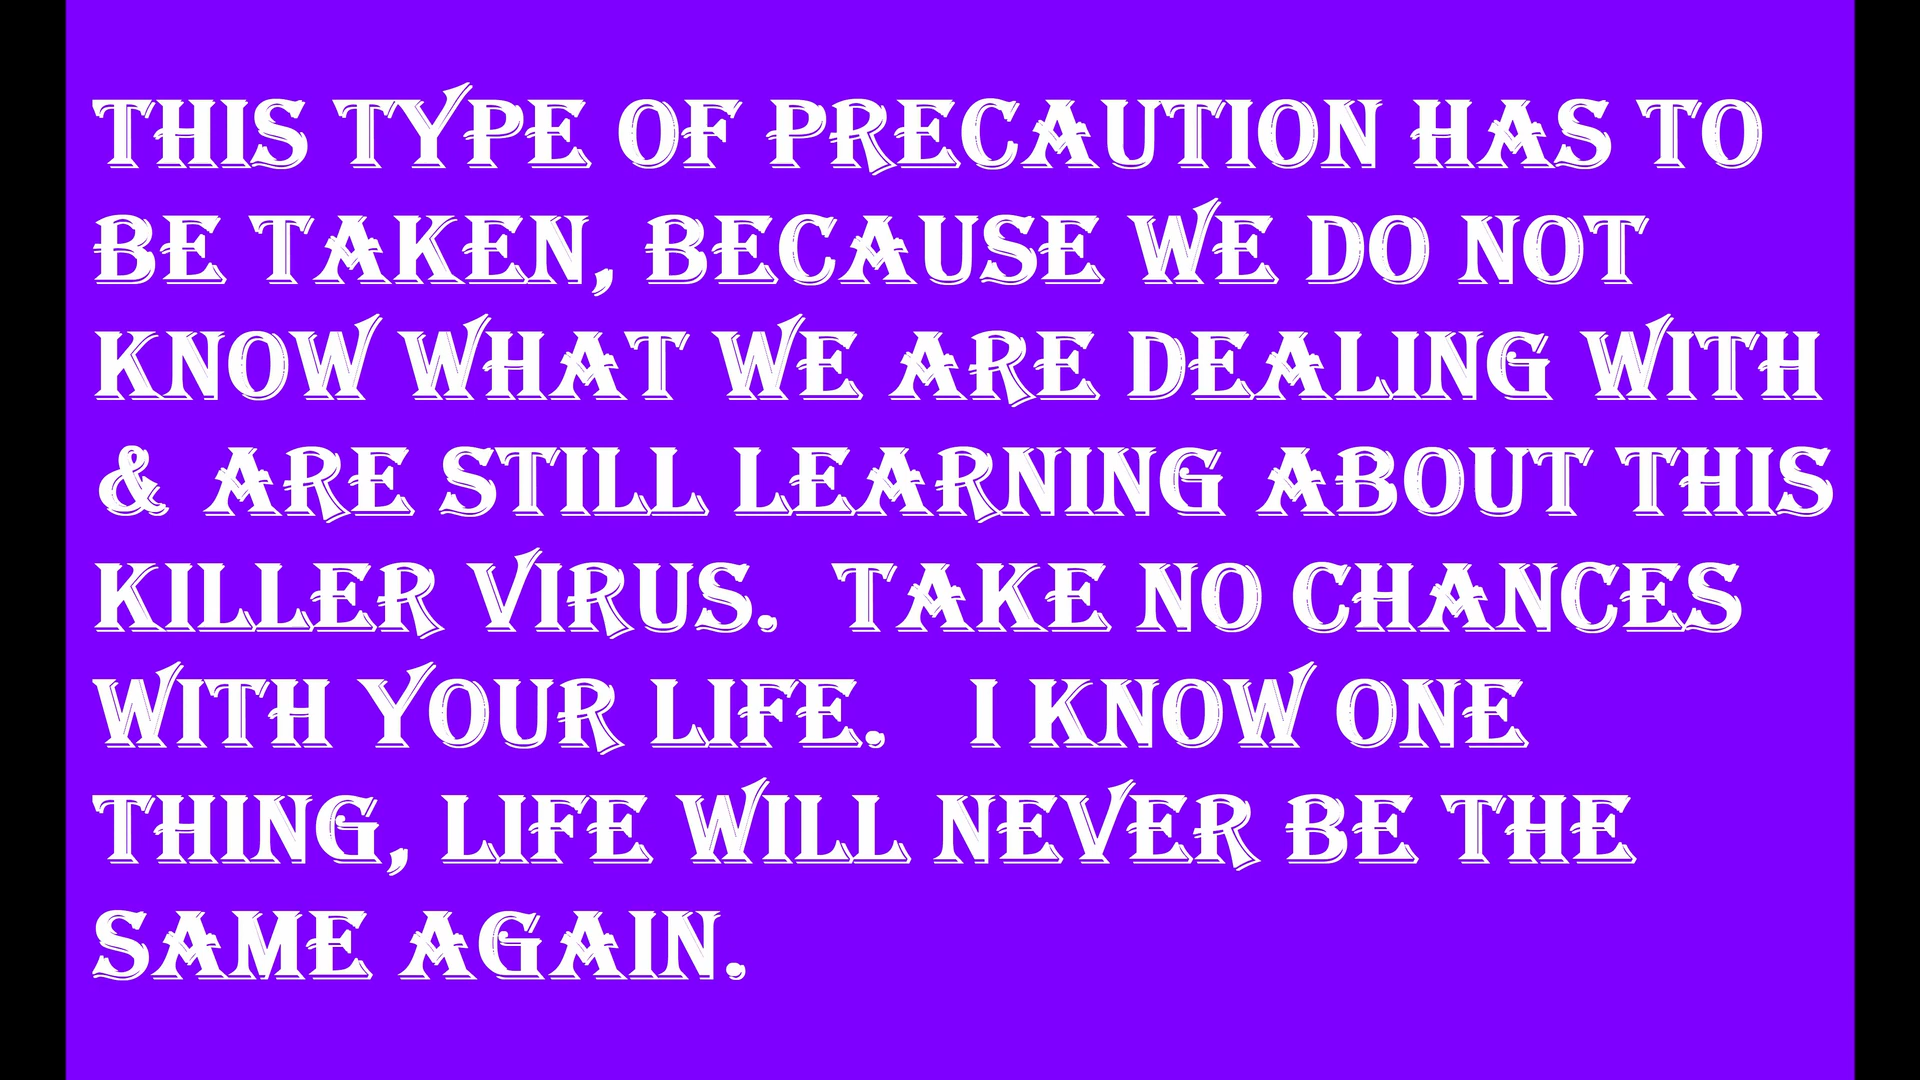 THIS TYPE OF PRECAUTION HAS TO
BE TAKEN, BECAUSE WE DO NOT
KNOW WHAT WE ARE DEALING WITH
& ARE STILL LEARNING ABOUT THIS
KILLER VIRUS.  TAKE NO CHANCES
WITH YOUR LIFE.   I KNOW ONE
THING, LIFE WILL NEVER BE THE
SAME AGAIN.